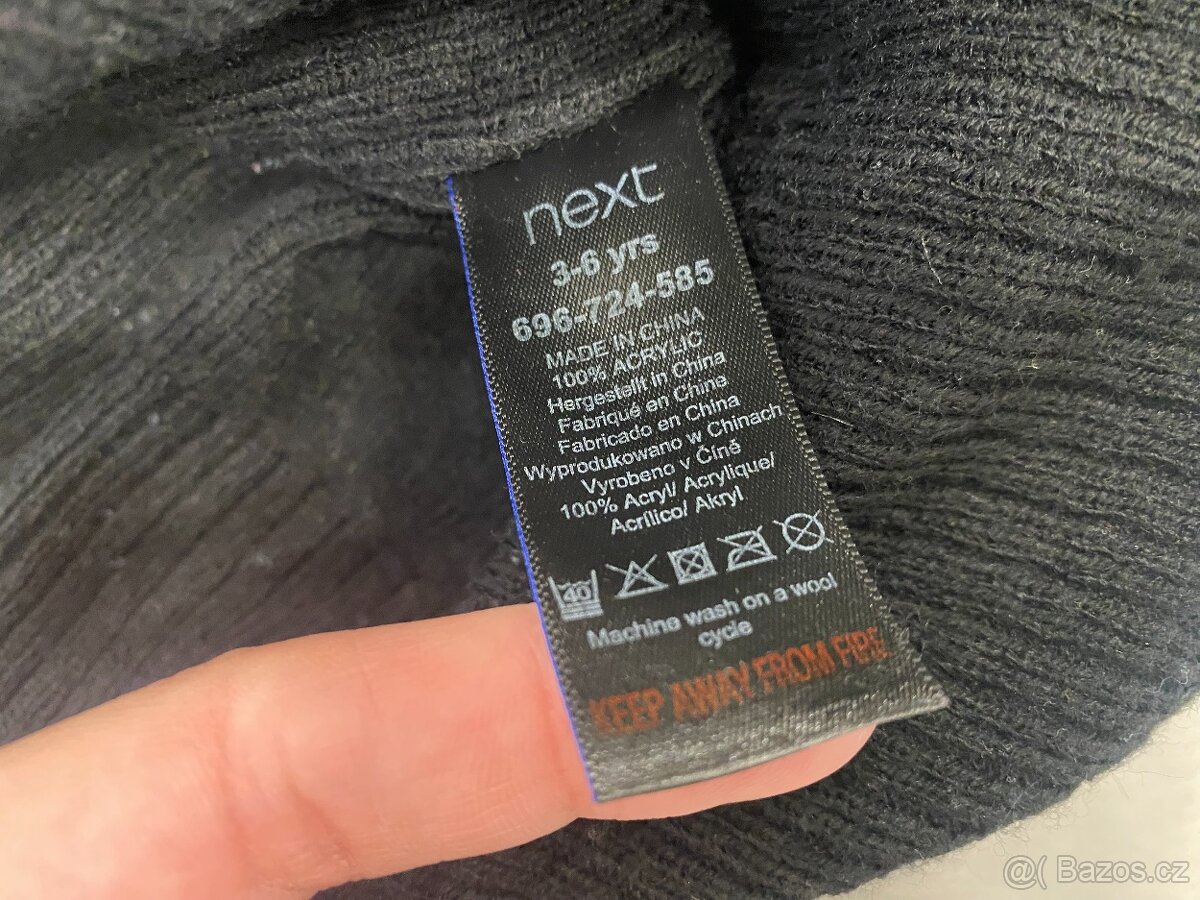 next
3-6 yrs
696-724-585
MADE IN CHINA
100% ACRYLIC
Hergestellt in China
Fabriqué en Chine
Fabricado en China
Wyprodukowano w Chinach
Vyrobeno v Číně
100% Acryl/ Acrylique/
Acrílico/ Akryl
40
Machine wash on a wool
cycle
KEEP AWAY FROM FIRE
@( Bazos.cz